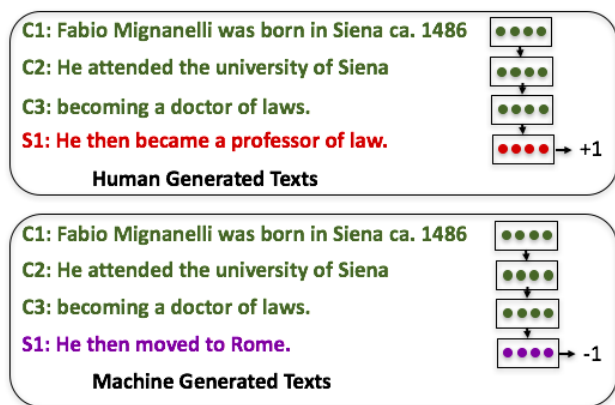 C1: Fabio Mignanelli was born in Siena ca. 1486
C2: He attended the university of Siena
C3: becoming a doctor of laws.
S1: He then became a professor of law.
+1
Human Generated Texts
C1: Fabio Mignanelli was born in Siena ca. 1486
C2: He attended the university of Siena
C3: becoming a doctor of laws.
S1: He then moved to Rome.
-1
Machine Generated Texts